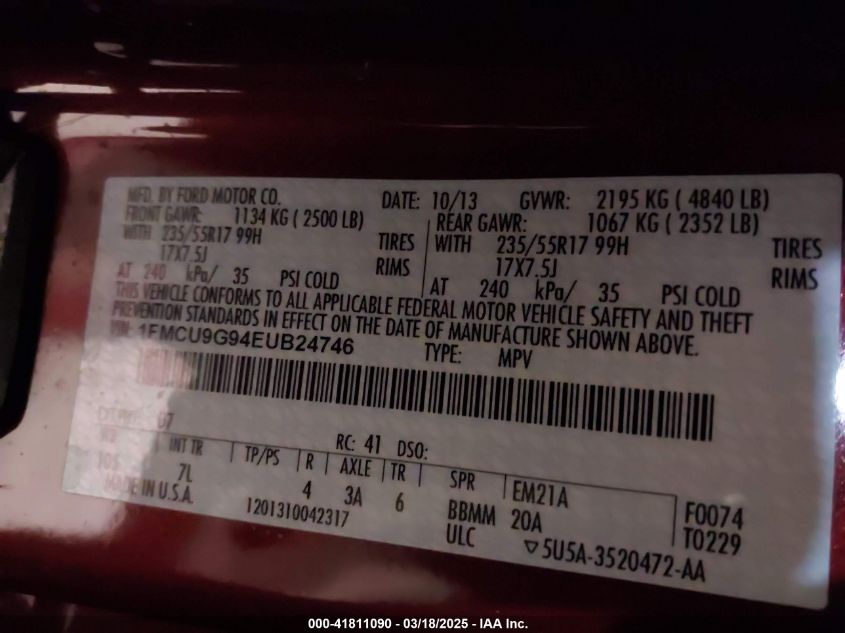 MFD. BY FORD MOTOR CO. DATE: 10/13 GVWR: 2195 KG ( 4840 LB)
FRONT GAWR: 1134 KG ( 2500 LB) REAR GAWR: 1067 KG ( 2352 LB)
WITH 235/55R17 99H TIRES WITH 235/55R17 99H TIRES
17X7.5J RIMS 17X7.5J RIMS
AT 240 kPa/ 35 PSI COLD AT 240 kPa/ 35 PSI COLD
THIS VEHICLE CONFORMS TO ALL APPLICABLE FEDERAL MOTOR VEHICLE SAFETY AND THEFT
PREVENTION STANDARDS IN EFFECT ON THE DATE OF MANUFACTURE SHOWN ABOVE.
VIN: 1FMCU9G94EUB24746 TYPE: MPV
RC: 41 DSO:
INT TR TP/PS R AXLE TR SPR EM21A F0074
7L 4 3A 6 BBMM 20A T0229
MADE IN U.S.A. 1201310042317 ULC ▽5U5A-3520472-AA
000-41811090 - 03/18/2025 - IAA Inc.